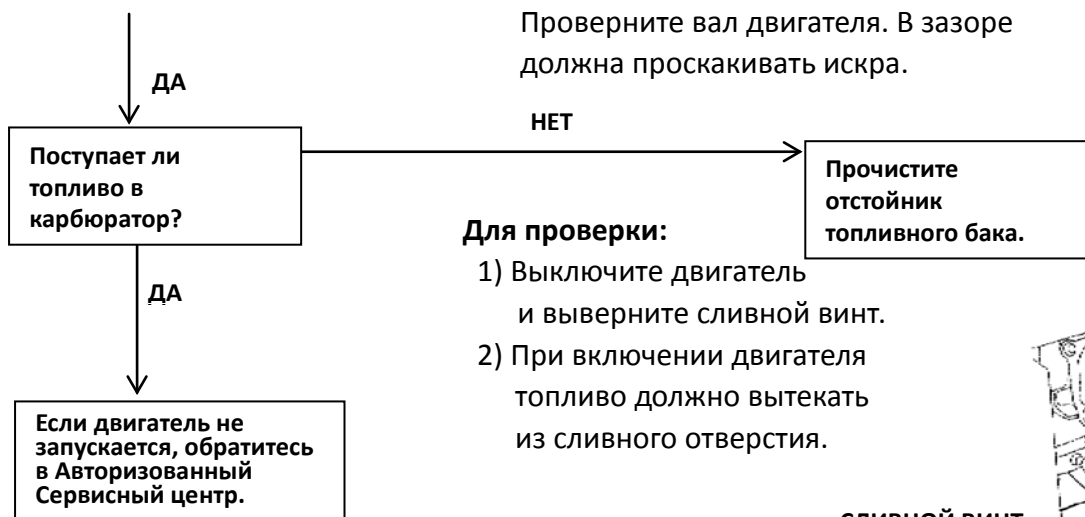 Проверните вал двигателя. В зазоре
должна проскакивать искра.
ДА
НЕТ
Поступает ли
топливо в
карбюратор?
Прочистите
отстойник
топливного бака.
Для проверки:
1) Выключите двигатель
и выверните сливной винт.
2) При включении двигателя
топливо должно вытекать
из сливного отверстия.
ДА
Если двигатель не
запускается, обратитесь
в Авторизованный
Сервисный центр.
СЛИВНОЙ ВИНТ